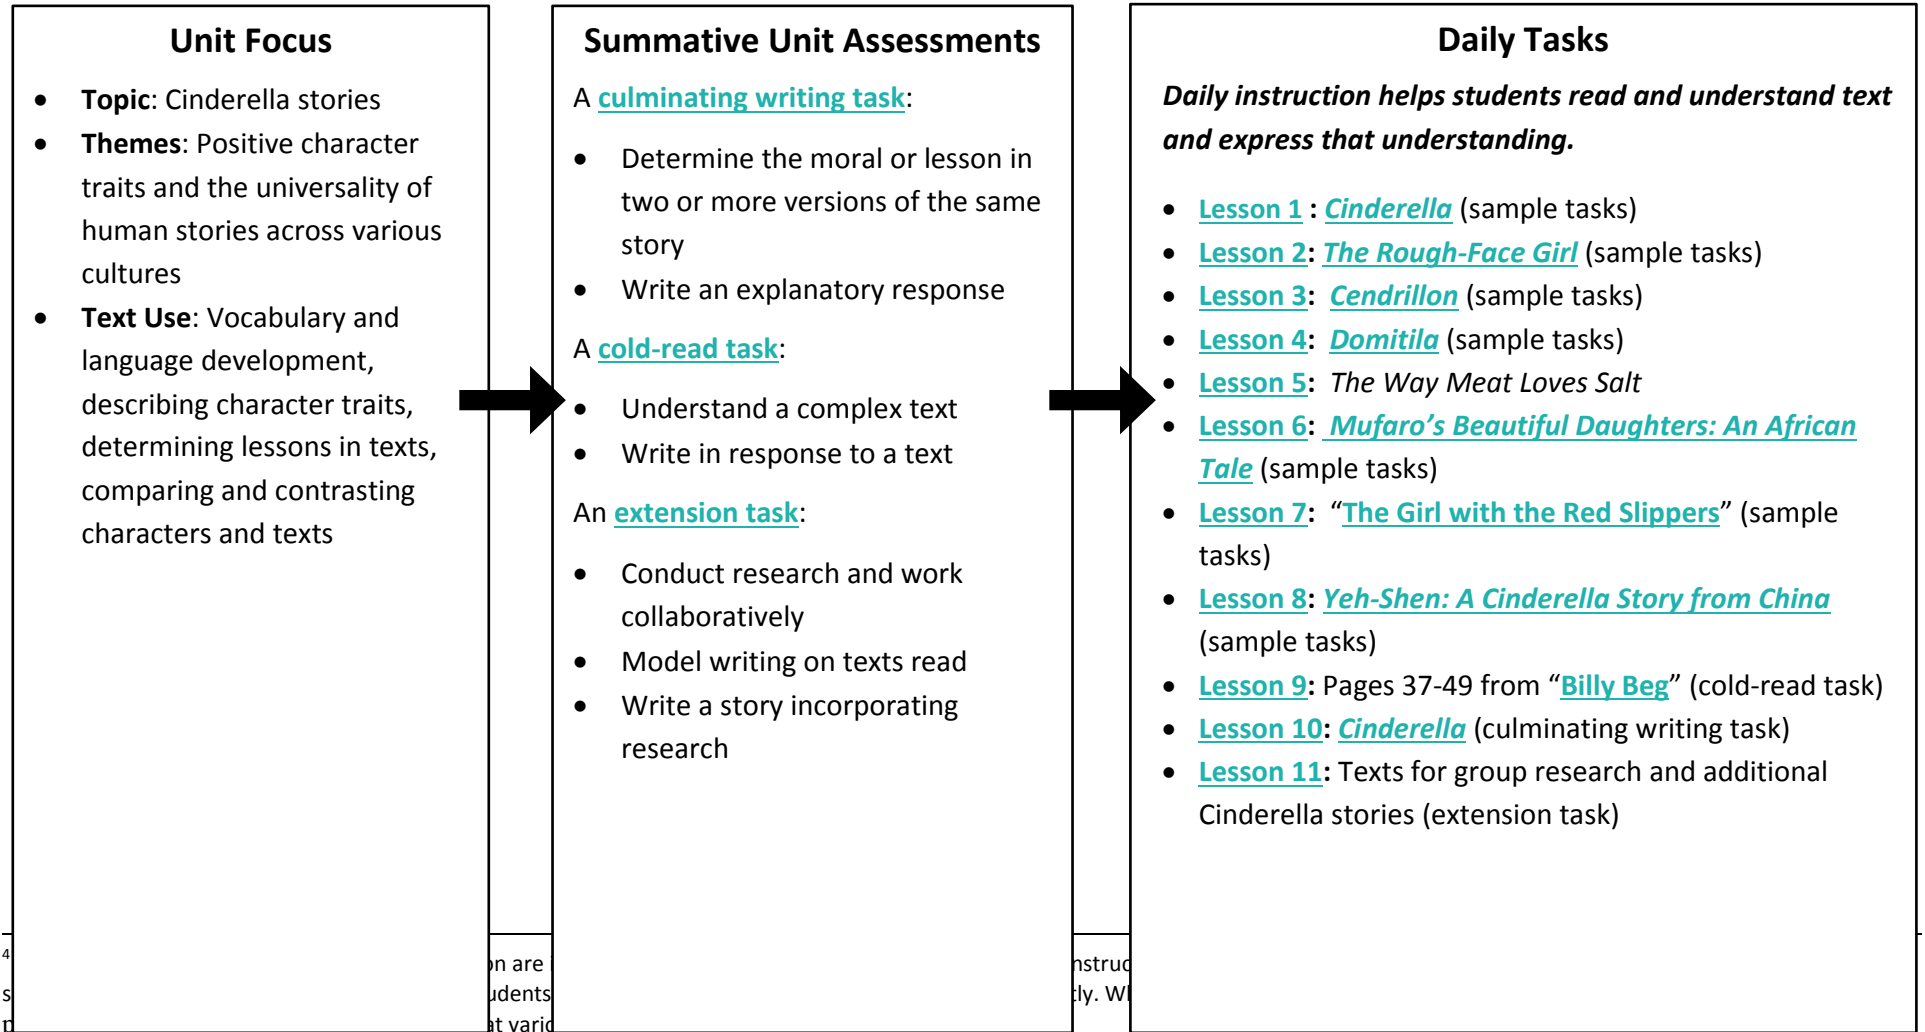 Unit Focus
• Topic: Cinderella stories
• Themes: Positive character
traits and the universality of
human stories across various
cultures
• Text Use: Vocabulary and
language development,
describing character traits,
determining lessons in texts,
comparing and contrasting
characters and texts
Summative Unit Assessments
A culminating writing task:
• Determine the moral or lesson in
two or more versions of the same
story
• Write an explanatory response
A cold-read task:
• Understand a complex text
• Write in response to a text
An extension task:
• Conduct research and work
collaboratively
• Model writing on texts read
• Write a story incorporating
research
Daily Tasks
Daily instruction helps students read and understand text
and express that understanding.
• Lesson 1 : Cinderella (sample tasks)
• Lesson 2: The Rough-Face Girl (sample tasks)
• Lesson 3: Cendrillon (sample tasks)
• Lesson 4: Domitila (sample tasks)
• Lesson 5: The Way Meat Loves Salt
• Lesson 6: Mufaro’s Beautiful Daughters: An African
Tale (sample tasks)
• Lesson 7: “The Girl with the Red Slippers” (sample
tasks)
• Lesson 8: Yeh-Shen: A Cinderella Story from China
(sample tasks)
• Lesson 9: Pages 37-49 from “Billy Beg” (cold-read task)
• Lesson 10: Cinderella (culminating writing task)
• Lesson 11: Texts for group research and additional
Cinderella stories (extension task)
4 are